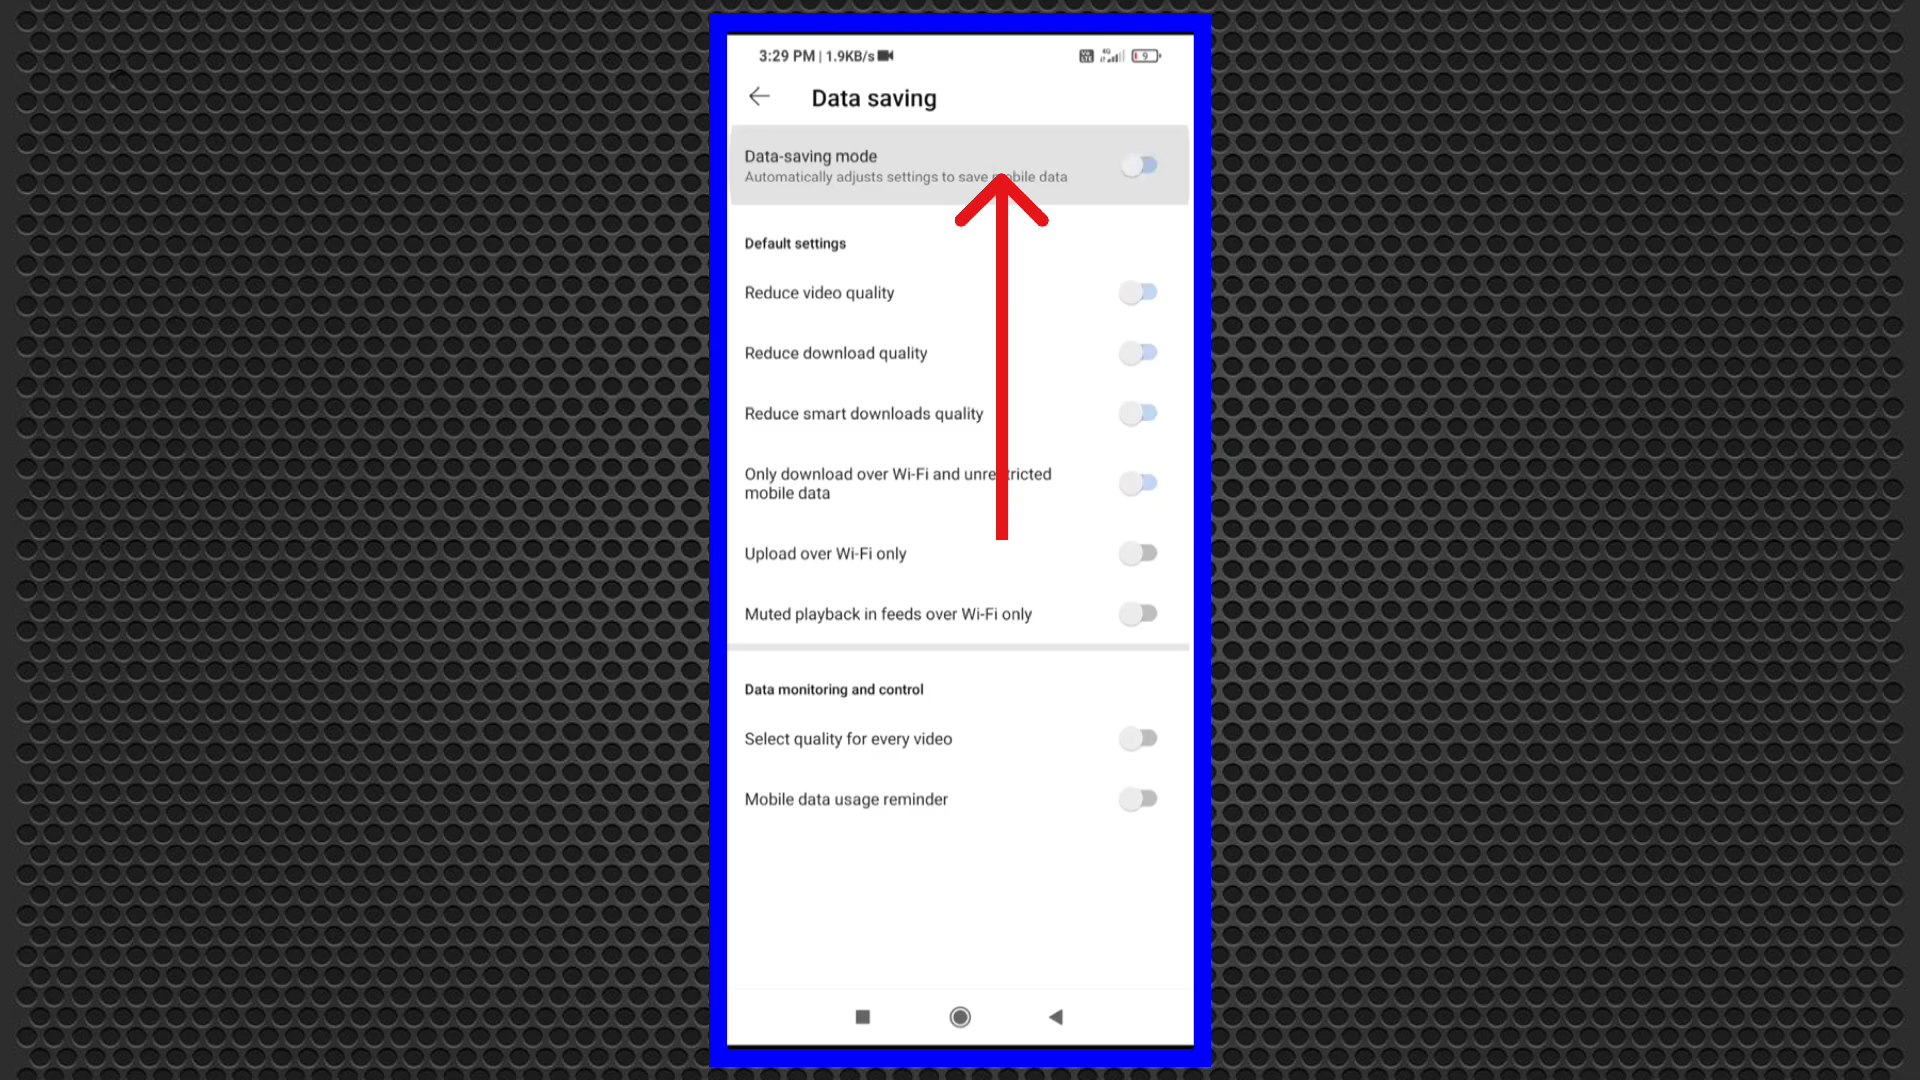 3:29 PM | 1.9KB/s
9
Data saving
Data-saving mode
Automatically adjusts settings to save mobile data
Default settings
Reduce video quality
Reduce download quality
Reduce smart downloads quality
Only download over Wi-Fi and unrestricted
mobile data
Upload over Wi-Fi only
Muted playback in feeds over Wi-Fi only
Data monitoring and control
Select quality for every video
Mobile data usage reminder